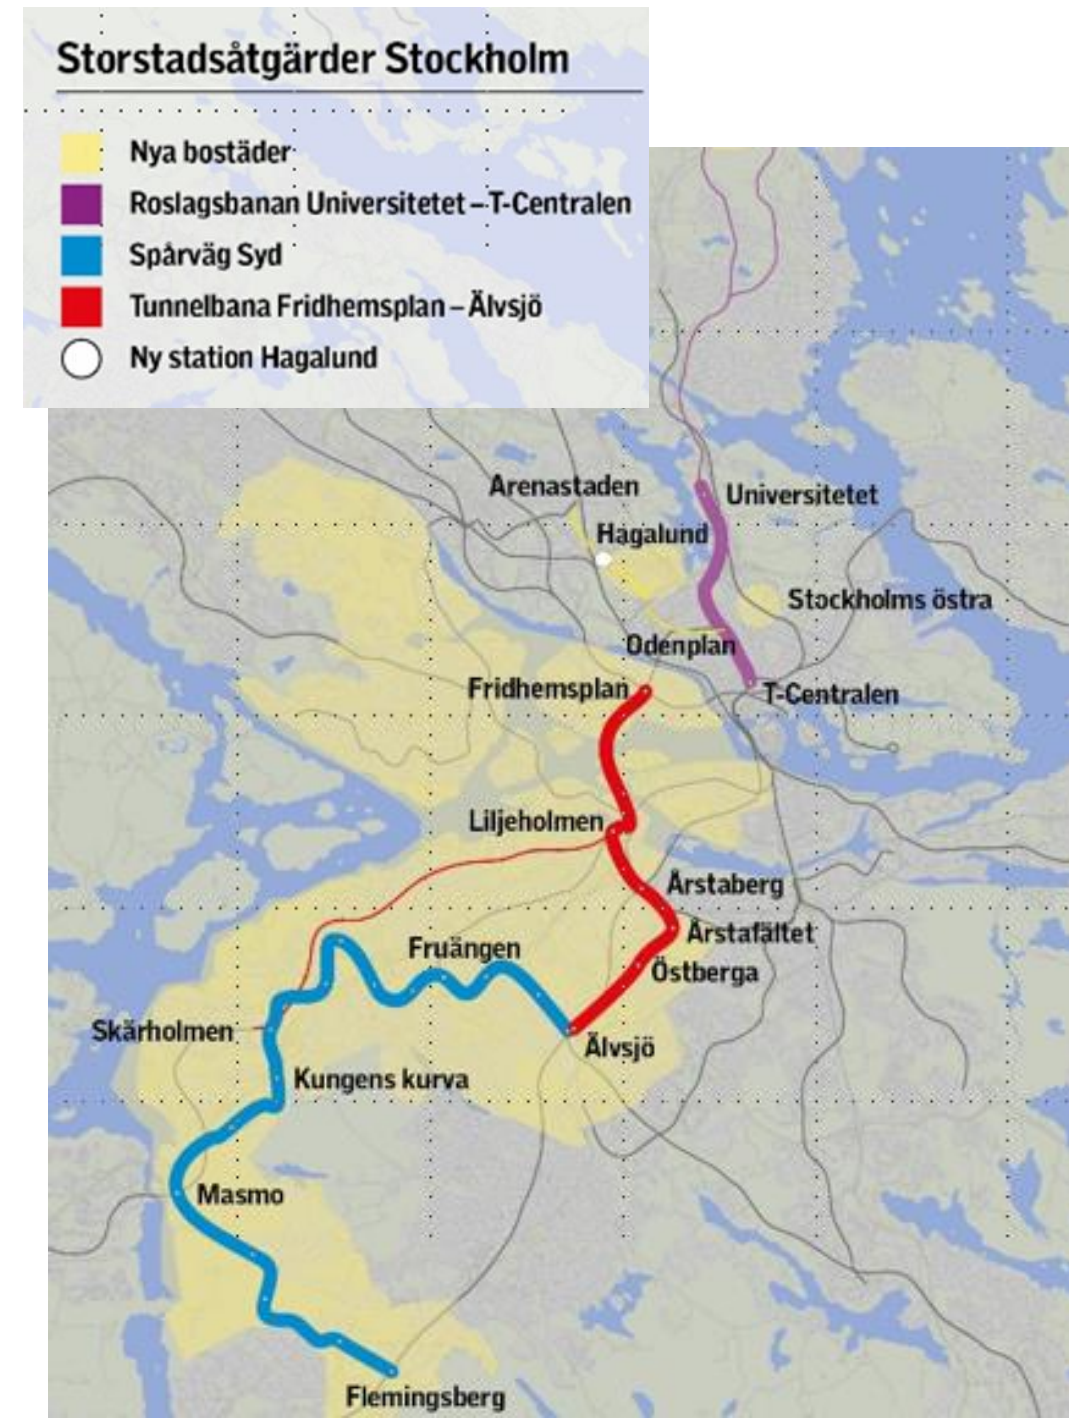 Storstadsåtgärder Stockholm
Nya bostäder
Roslagsbanan Universitetet – T-Centralen
Spårväg Syd
Tunnelbana Fridhemsplan – Älvsjö
Ny station Hagalund
Arenastaden
Universitetet
Hagalund
Stockholms östra
Odenplan
Fridhemsplan
T-Centralen
Liljeholmen
Årstaberg
Årstafältet
Fruängen
Östberga
Skärholmen
Älvsjö
Kungens kurva
Masmo
Flemingsberg